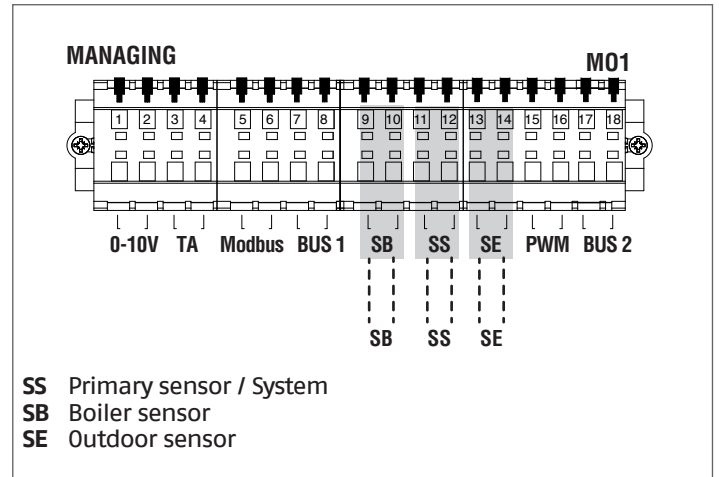 MANAGING M01
1 2 3 4 5 6 7 8 9 10 11 12 13 14 15 16 17 18
0-10V TA Modbus BUS 1 SB SS SE PWM BUS 2
SB SS SE
SS Primary sensor / System
SB Boiler sensor
SE Outdoor sensor